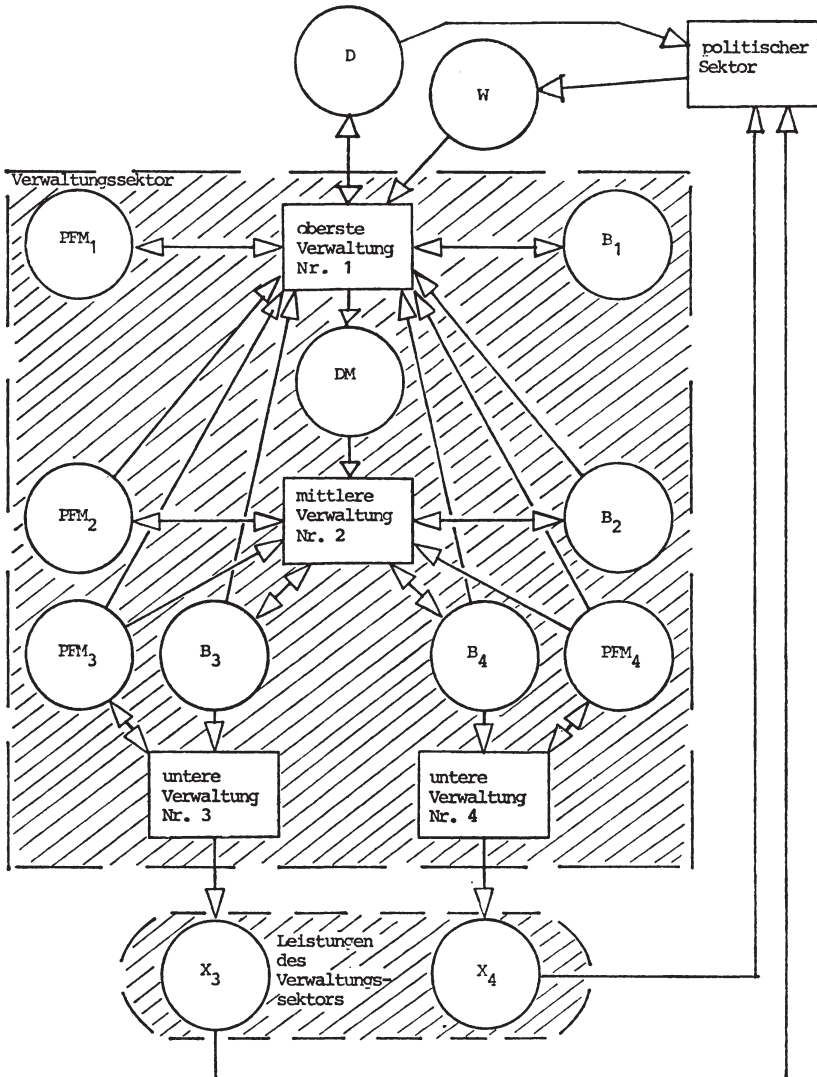 D
politischer
Sektor
W
Verwaltungssektor
PFM1
oberste
Verwaltung
Nr. 1
B1
DM
PFM2
mittlere
Verwaltung
Nr. 2
B2
PFM3
B3
B4
PFM4
untere
Verwaltung
Nr. 3
untere
Verwaltung
Nr. 4
X3
Leistungen
des
Verwaltungs-
sektors
X4